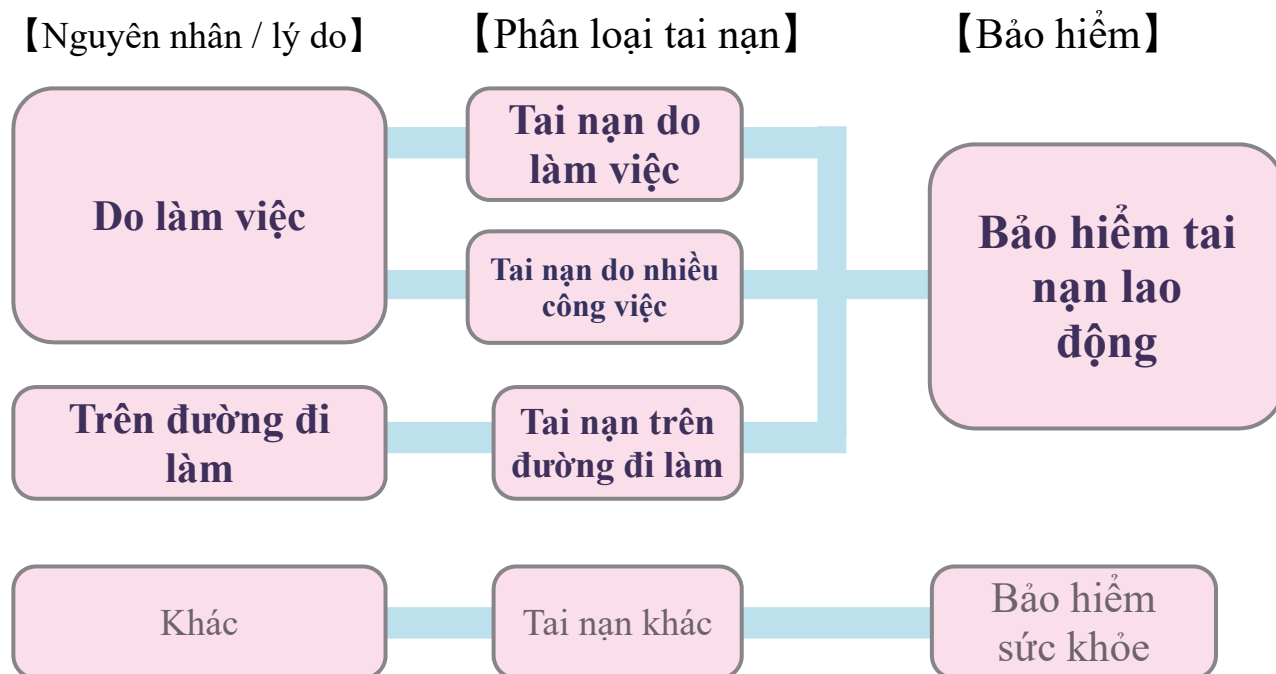 【Nguyên nhân / lý do】
【Phân loại tai nạn】
【Bảo hiểm】
Do làm việc
Tai nạn do
làm việc
Tai nạn do nhiều
công việc
Bảo hiểm tai
nạn lao
động
Trên đường đi
làm
Tai nạn trên
đường đi làm
Khác
Tai nạn khác
Bảo hiểm
sức khỏe